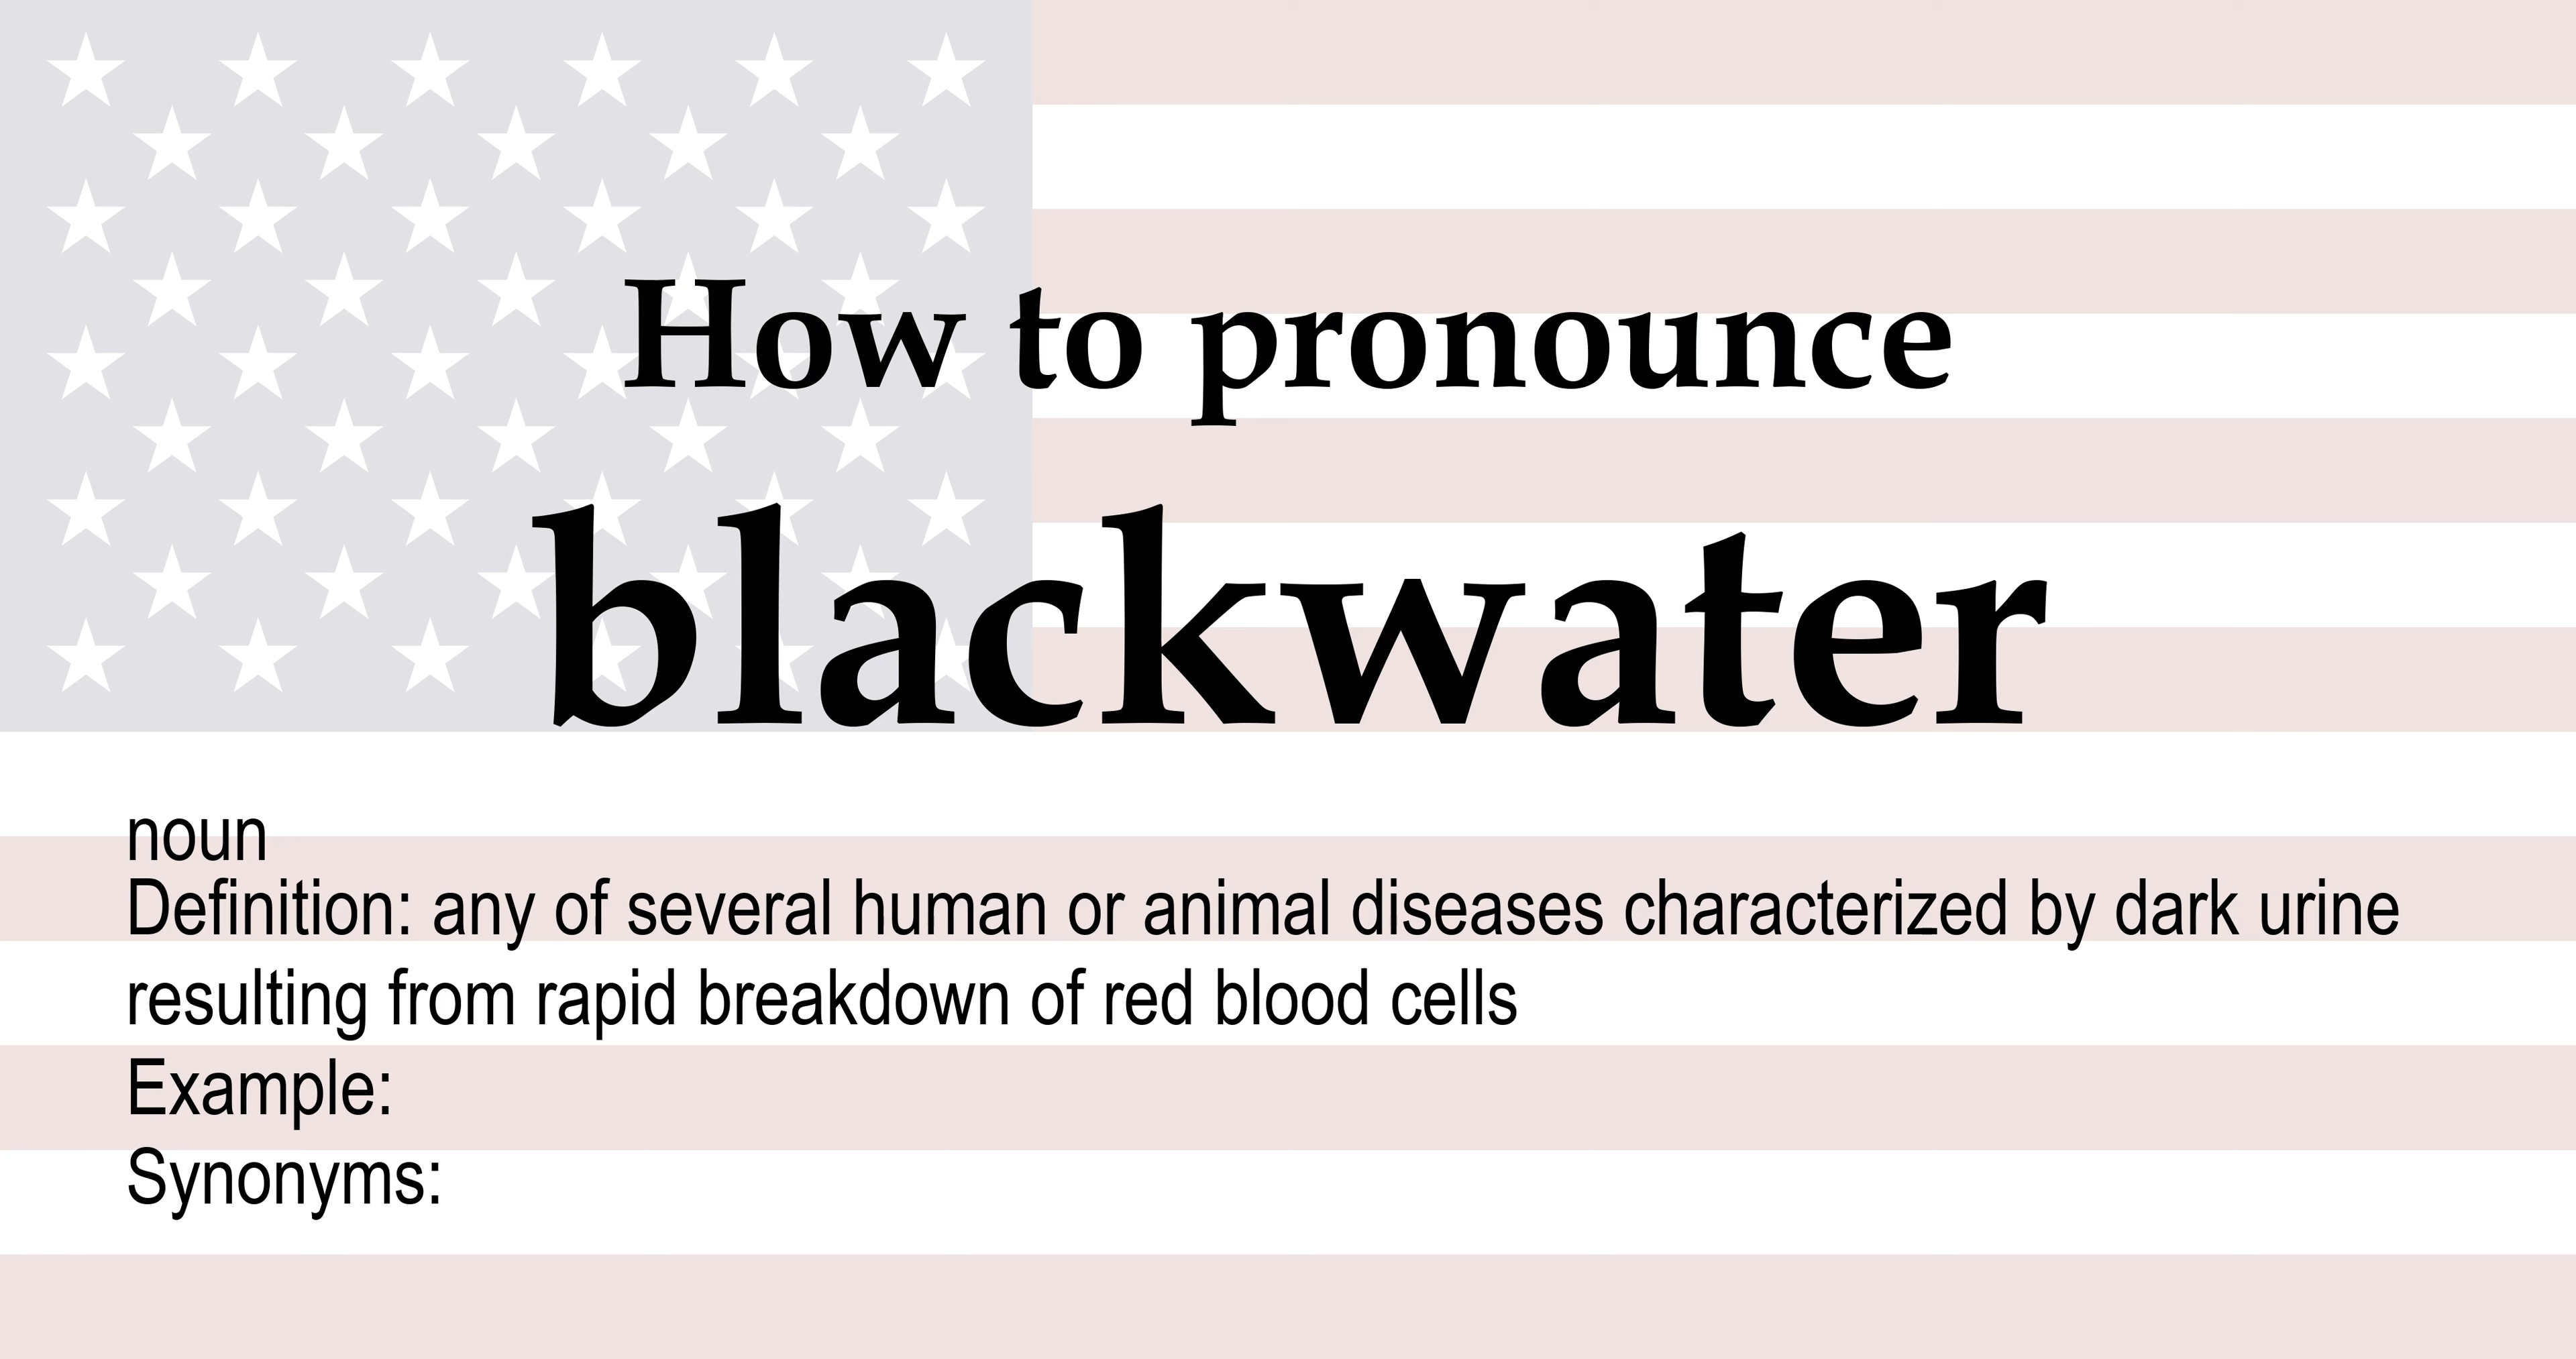 How to pronounce
blackwater
noun
Definition: any of several human or animal diseases characterized by dark urine
resulting from rapid breakdown of red blood cells
Example:
Synonyms: